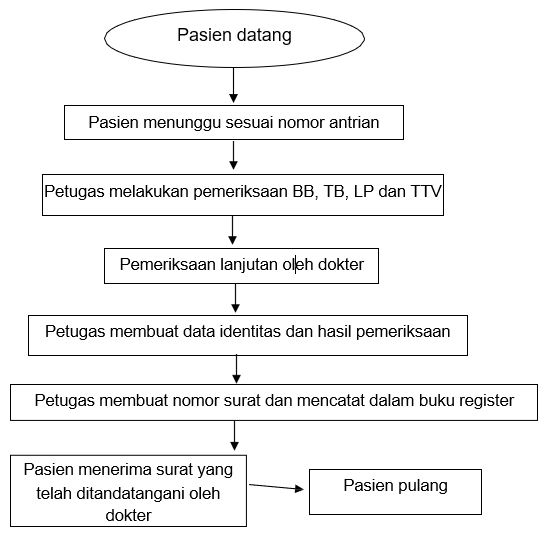 Pasien datang
Pasien menunggu sesuai nomor antrian
Petugas melakukan pemeriksaan BB, TB, LP dan TTV
Pemeriksaan lanjutan oleh dokter
Petugas membuat data identitas dan hasil pemeriksaan
Petugas membuat nomor surat dan mencatat dalam buku register
Pasien menerima surat yang
telah ditandatangani oleh
dokter
Pasien pulang